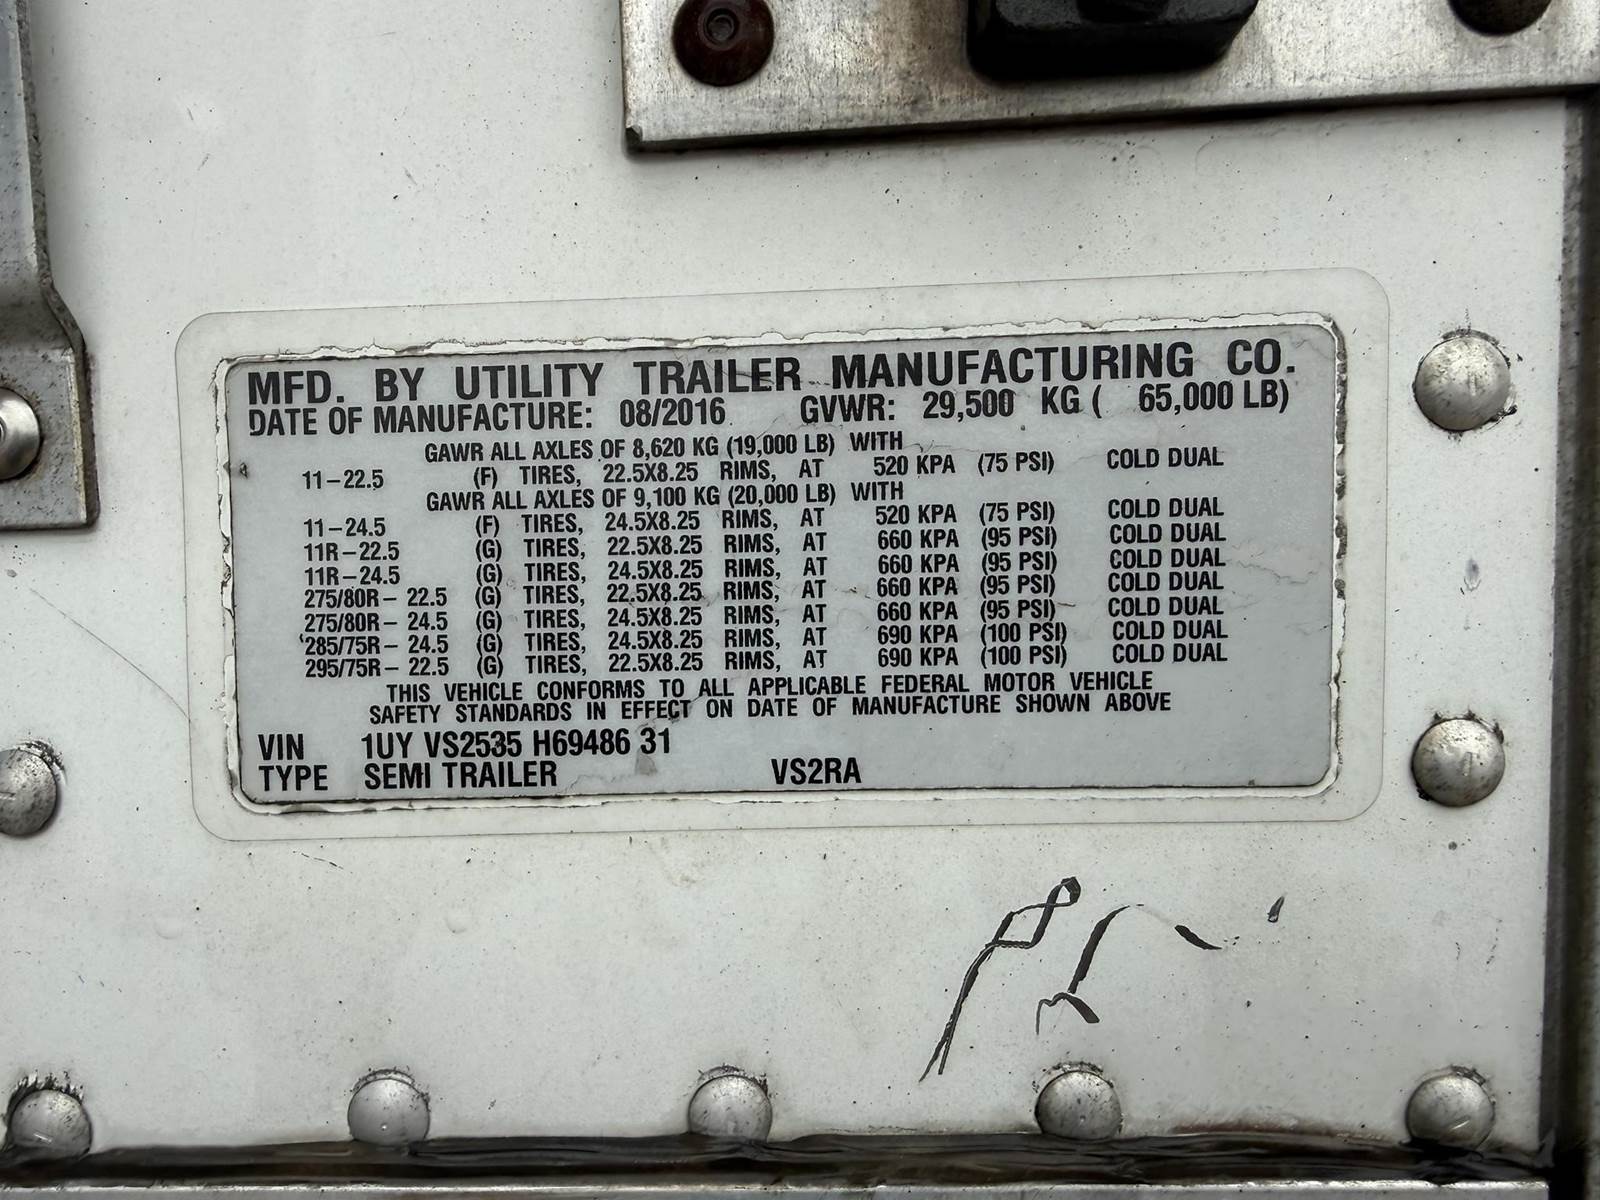 MFD. BY UTILITY TRAILER MANUFACTURING CO.
DATE OF MANUFACTURE: 08/2016 GVWR: 29,500 KG ( 65,000 LB)
GAWR ALL AXLES OF 8,620 KG (19,000 LB) WITH
11-22.5 (F) TIRES, 22.5X8.25 RIMS, AT 520 KPA (75 PSI) COLD DUAL
GAWR ALL AXLES OF 9,100 KG (20,000 LB) WITH
11-24.5 (F) TIRES, 24.5X8.25 RIMS, AT 520 KPA (75 PSI) COLD DUAL
11R-22.5 (G) TIRES, 22.5X8.25 RIMS, AT 660 KPA (95 PSI) COLD DUAL
11R-24.5 (G) TIRES, 24.5X8.25 RIMS, AT 660 KPA (95 PSI) COLD DUAL
275/80R- 22.5 (G) TIRES, 22.5X8.25 RIMS, AT 660 KPA (95 PSI) COLD DUAL
275/80R- 24.5 (G) TIRES, 24.5X8.25 RIMS, AT 660 KPA (95 PSI) COLD DUAL
285/75R- 24.5 (G) TIRES, 24.5X8.25 RIMS, AT 690 KPA (100 PSI) COLD DUAL
295/75R- 22.5 (G) TIRES, 22.5X8.25 RIMS, AT 690 KPA (100 PSI) COLD DUAL
THIS VEHICLE CONFORMS TO ALL APPLICABLE FEDERAL MOTOR VEHICLE
SAFETY STANDARDS IN EFFECT ON DATE OF MANUFACTURE SHOWN ABOVE
VIN 1UY VS2535 H69486 31
TYPE SEMI TRAILER VS2RA